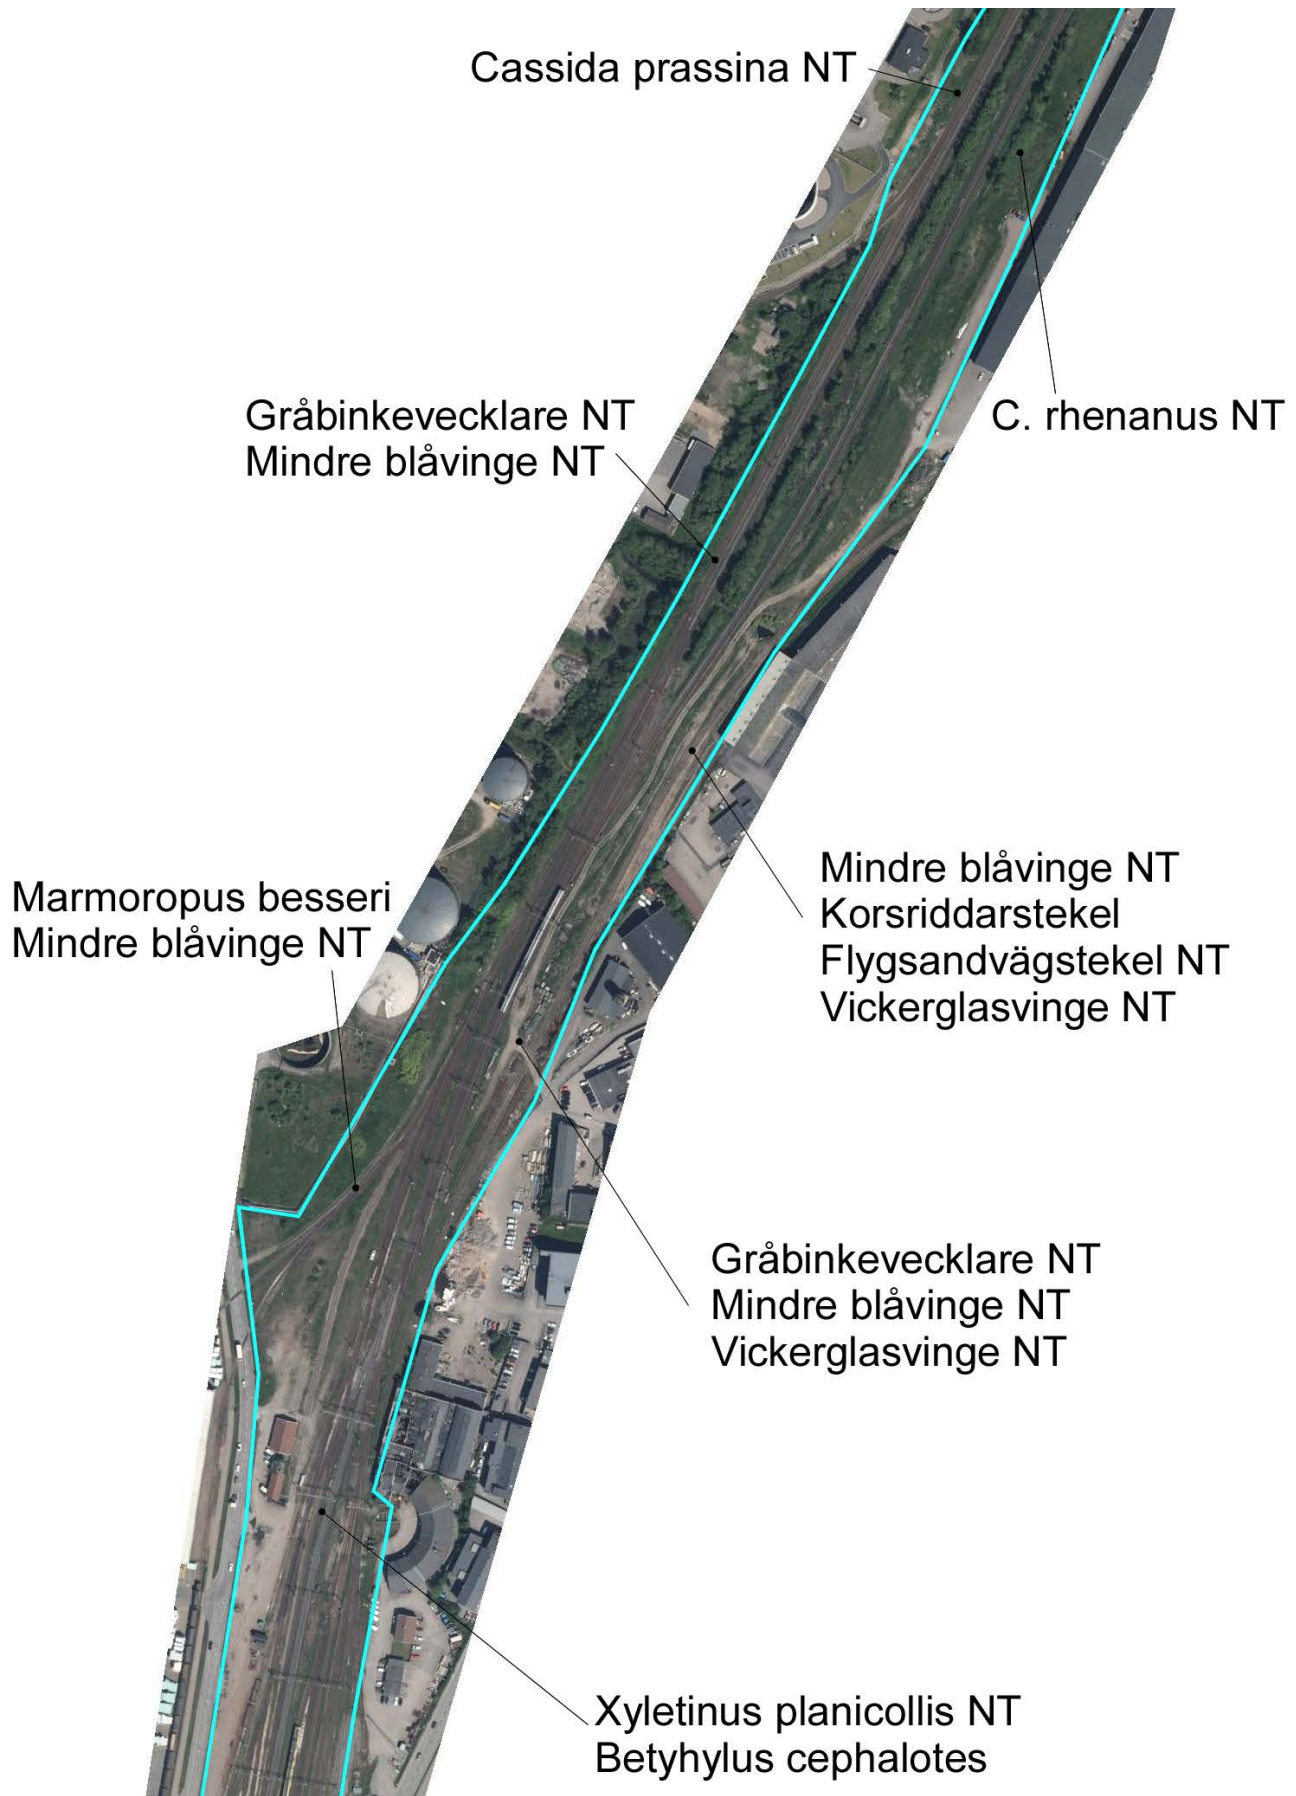 Cassida prassina NT
C. rhenanus NT
Gråbinkevecklare NT
Mindre blåvinge NT
Mindre blåvinge NT
Korsriddarstekel
Flygsandvägstekel NT
Vickerglasvinge NT
Marmoropus besseri
Mindre blåvinge NT
Gråbinkevecklare NT
Mindre blåvinge NT
Vickerglasvinge NT
Xyletinus planicollis NT
Betyhylus cephalotes